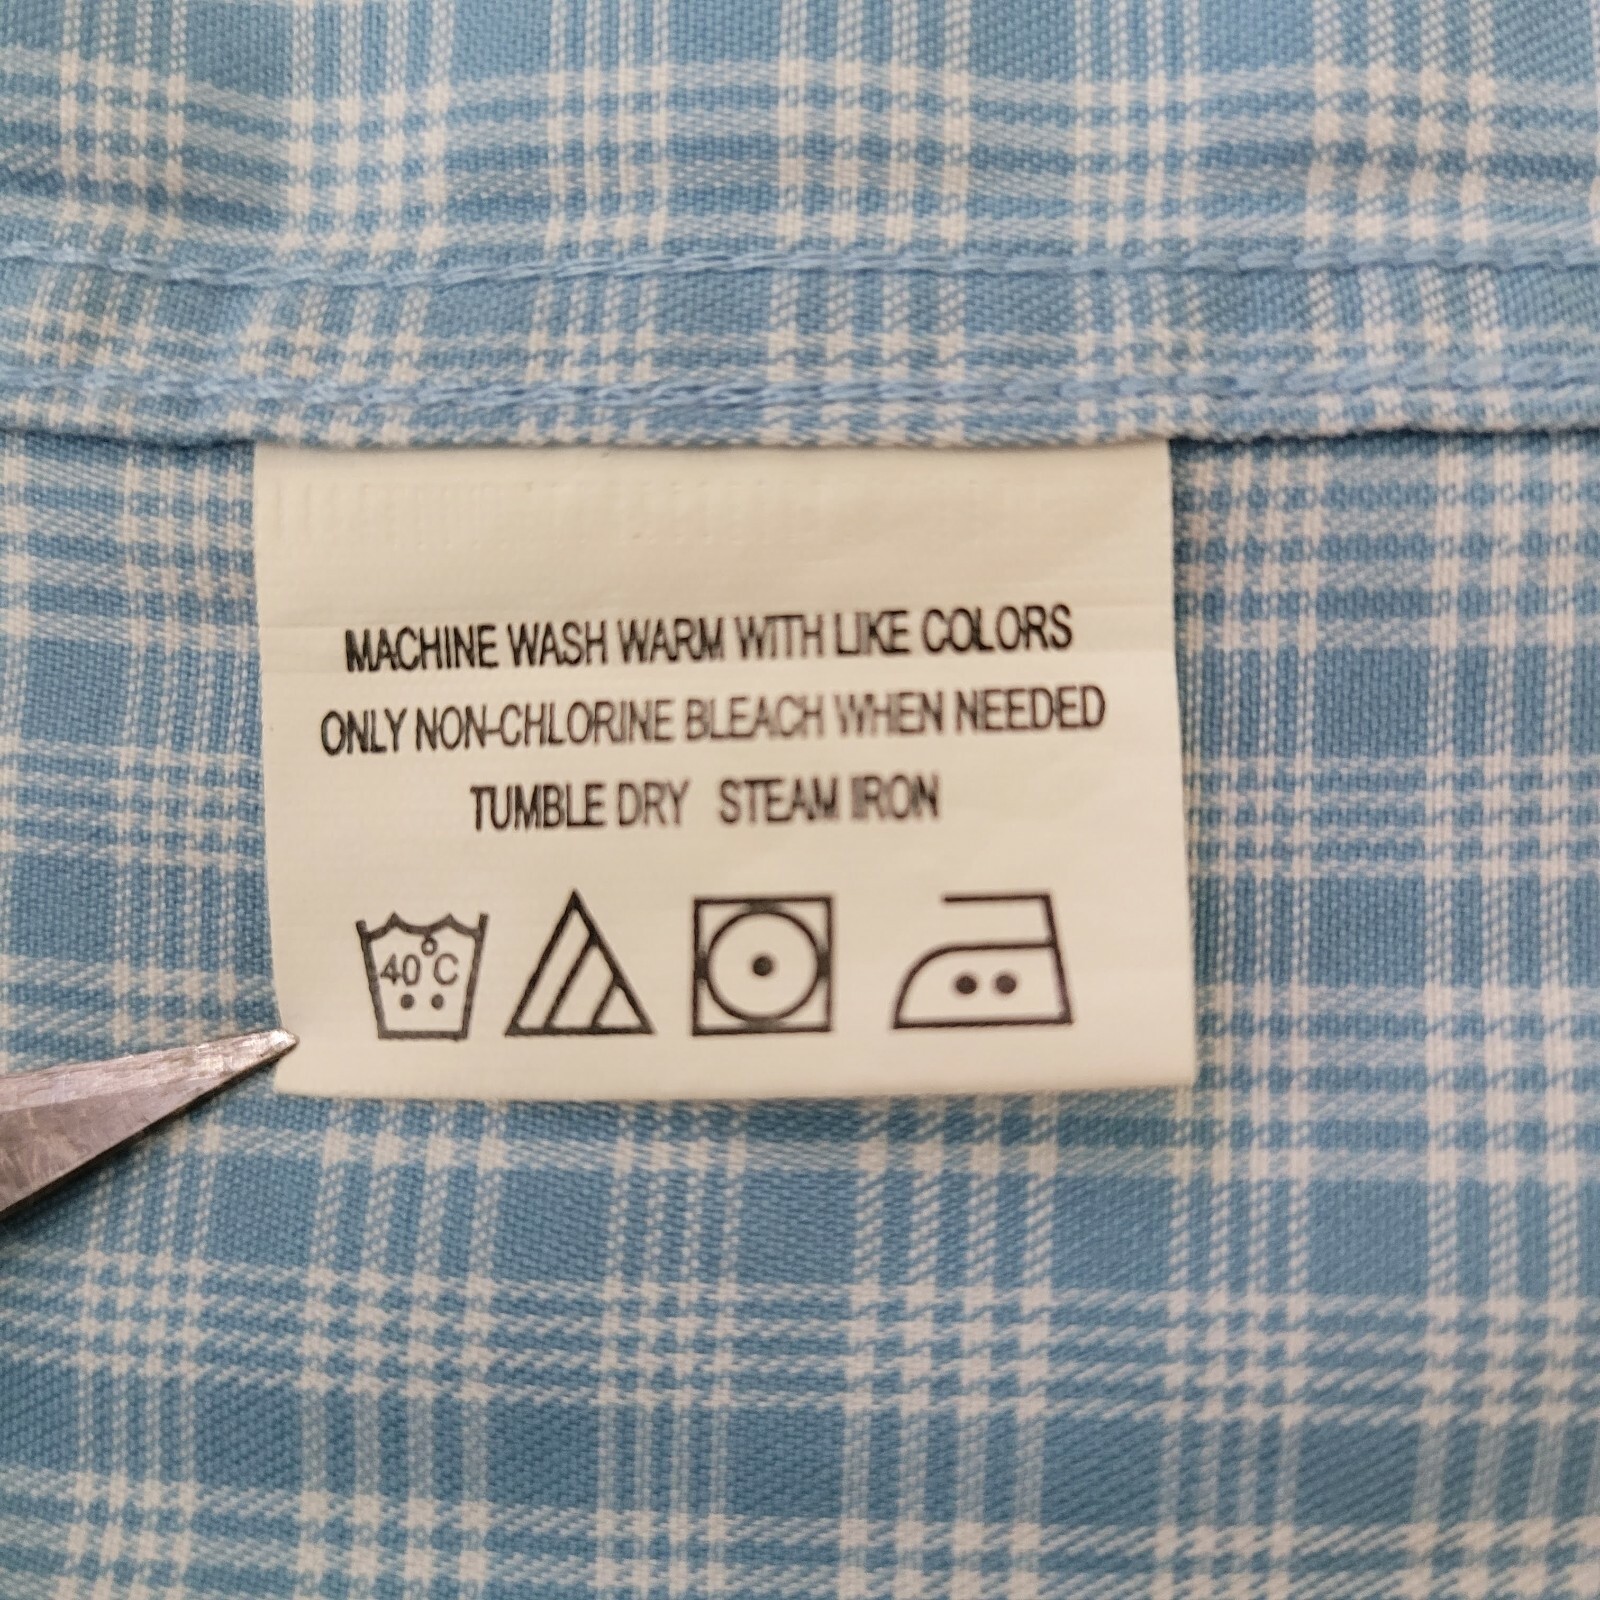 MACHINE WASH WARM WITH LIKE COLORS
ONLY NON-CHLORINE BLEACH WHEN NEEDED
TUMBLE DRY STEAM IRON
40°C